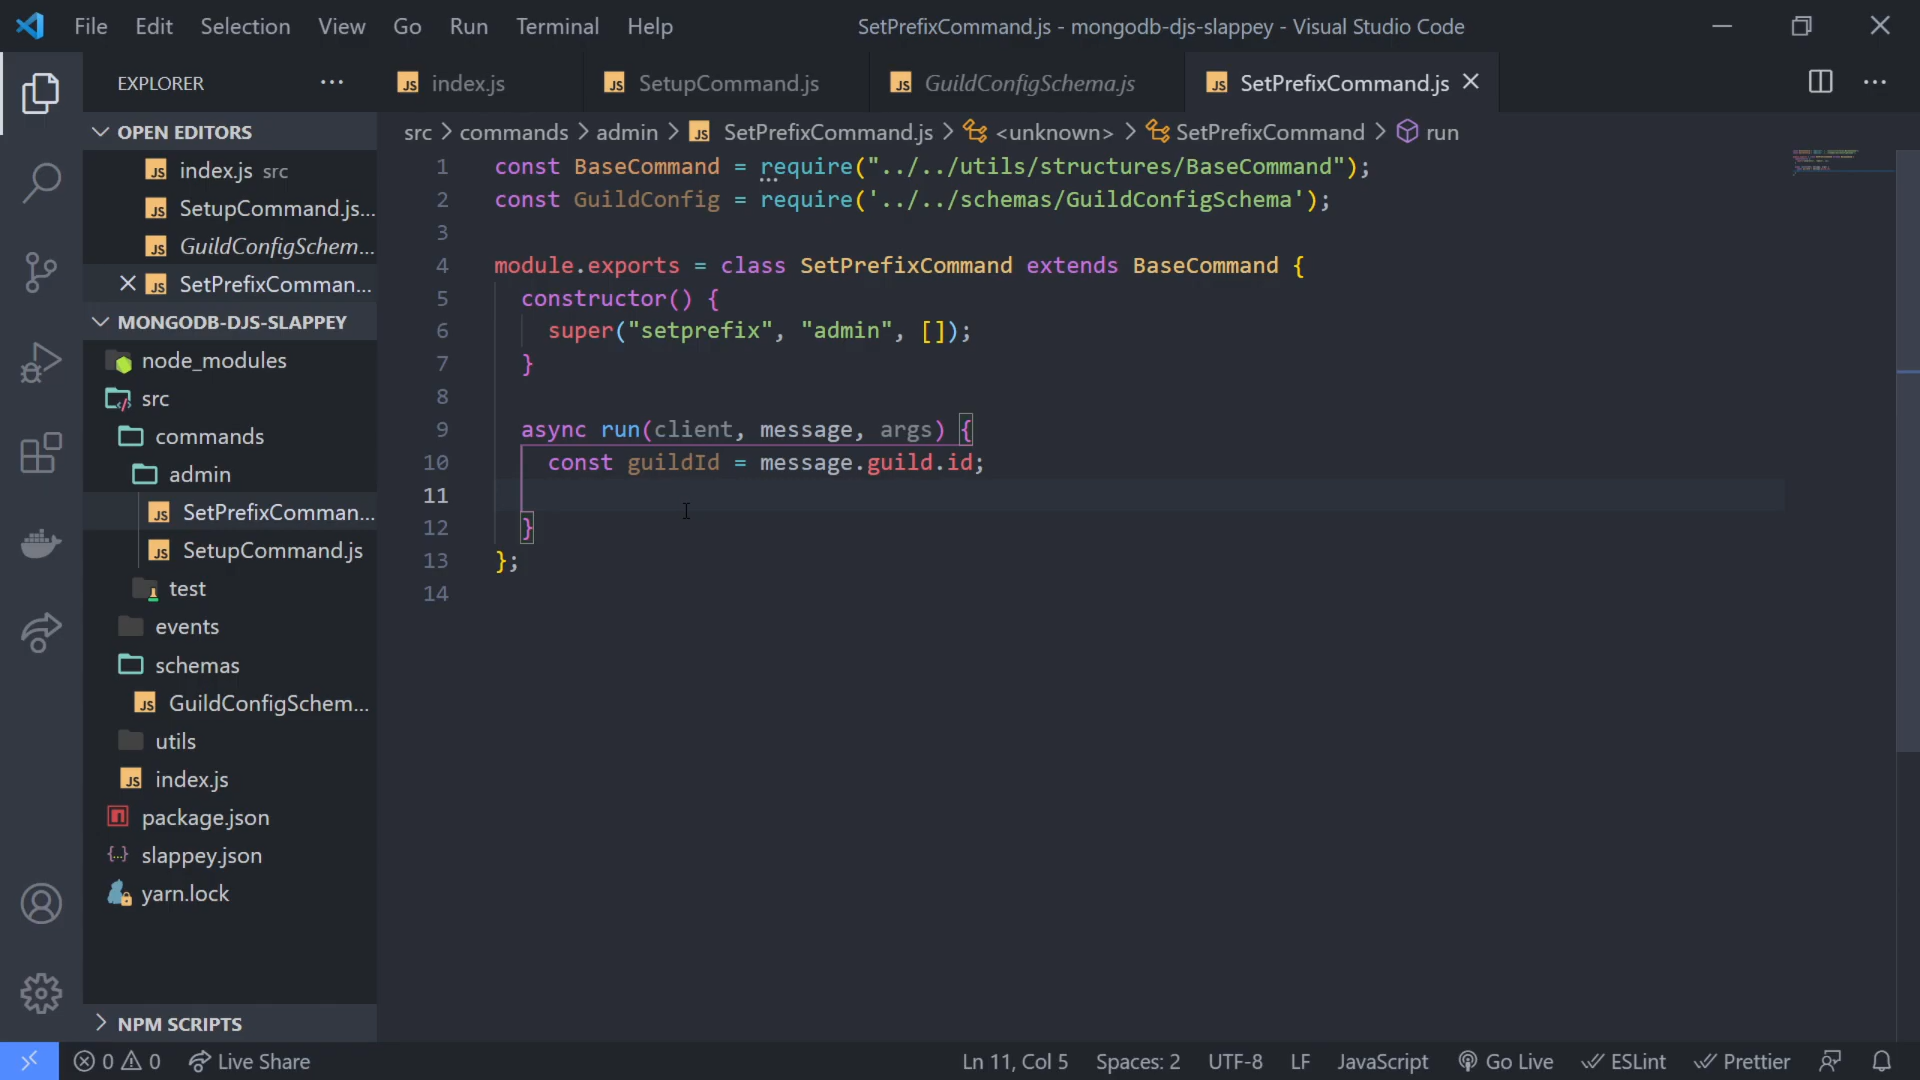 File Edit Selection View Go Run Terminal Help
SetPrefixCommand.js - mongodb-djs-slappey - Visual Studio Code
EXPLORER
index.js
SetupCommand.js
GuildConfigSchema.js
SetPrefixCommand.js
OPEN EDITORS
index.js src
SetupCommand.js...
GuildConfigSchem...
SetPrefixComman...
MONGODB-DJS-SLAPPEY
node_modules
src
commands
admin
SetPrefixComman...
SetupCommand.js
test
events
schemas
GuildConfigSchem...
utils
index.js
package.json
slappey.json
yarn.lock
NPM SCRIPTS
src > commands > admin > SetPrefixCommand.js > <unknown> > SetPrefixCommand > run
1 const BaseCommand = require("../../utils/structures/BaseCommand");
2 const GuildConfig = require('../../schemas/GuildConfigSchema');
3
4 module.exports = class SetPrefixCommand extends BaseCommand {
5 constructor() {
6 super("setprefix", "admin", []);
7 }
8
9 async run(client, message, args) {
10 const guildId = message.guild.id;
11
12 }
13 };
14
0 0 Live Share
Ln 11, Col 5 Spaces: 2 UTF-8 LF JavaScript Go Live ESLint Prettier